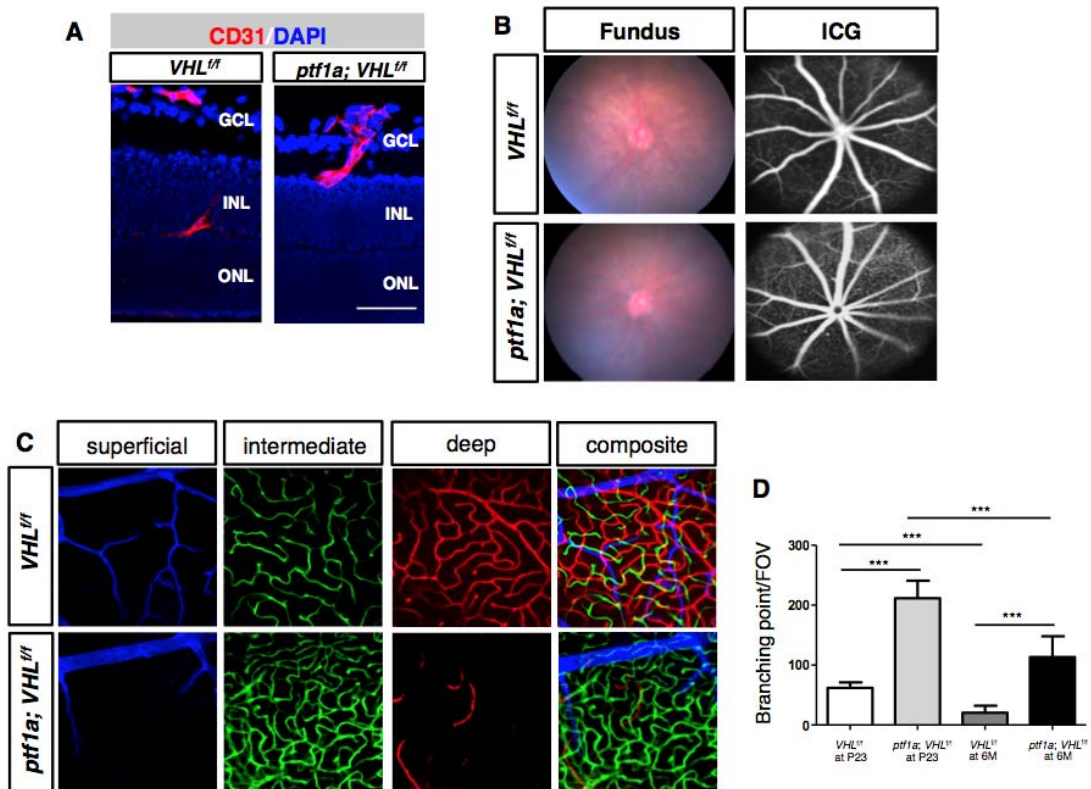 A
CD31/DAPI
VHLf/f
ptf1a; VHLf/f
GCL
INL
ONL
GCL
INL
ONL
B
Fundus
ICG
VHLf/f
ptf1a; VHLf/f
C
superficial
intermediate
deep
composite
VHLf/f
ptf1a; VHLf/f
D
***
***
***
***
Branching point/FOV
300
200
100
0
VHLf/f
at P23
ptf1a; VHLf/f
at P23
VHLf/f
at 6M
ptf1a; VHLf/f
at 6M